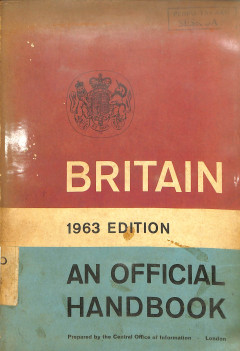 BRITAIN
1963 EDITION
AN OFFICIAL
HANDBOOK
Prepared by the Central Office of Information London